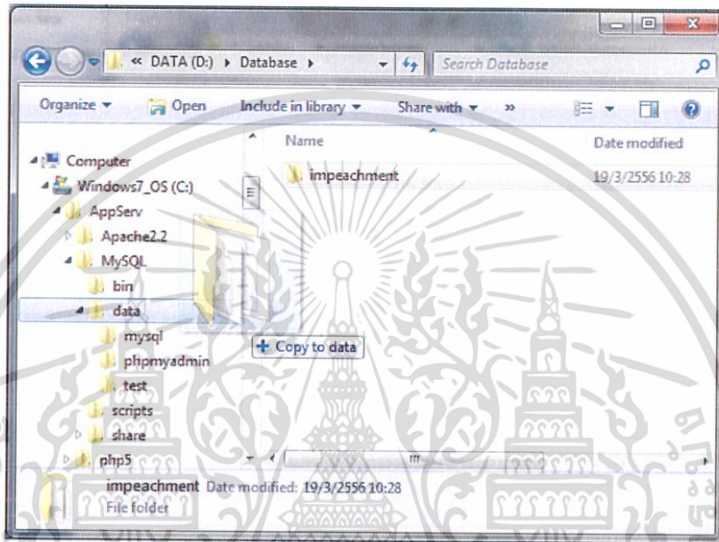 « DATA (D:) ▸ Database ▸
Search Database
Organize ▾ Open Include in library ▾ Share with ▾ »
Name Date modified
impeachment 19/3/2556 10:28
Computer
Windows7_OS (C:)
AppServ
Apache2.2
MySQL
bin
data
mysql
phpmyadmin
test
scripts
share
php5
Copy to data
impeachment Date modified: 19/3/2556 10:28
File folder